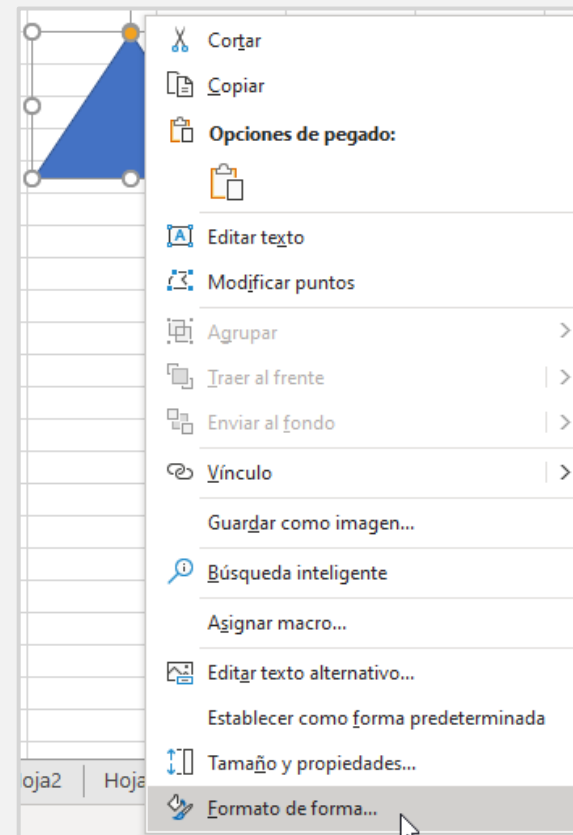 Cortar
Copiar
Opciones de pegado:
Editar texto
Modificar puntos
Agrupar
Traer al frente
Enviar al fondo
Vínculo
Guardar como imagen...
Búsqueda inteligente
Asignar macro...
Editar texto alternativo...
Establecer como forma predeterminada
Tamaño y propiedades...
oja2 Hoja
Formato de forma...